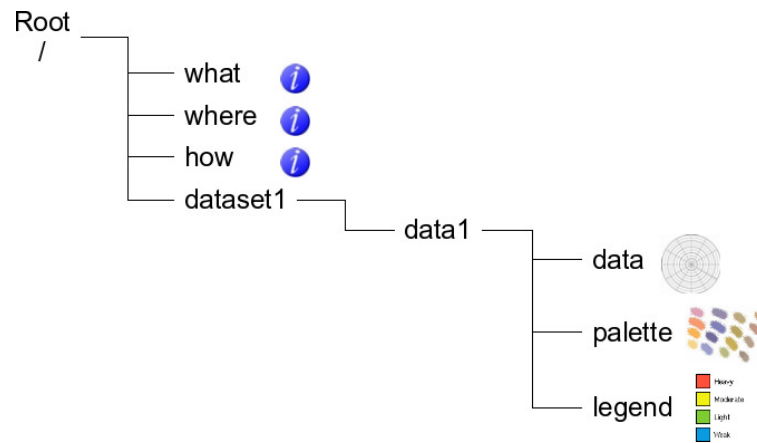 Root
/
what i
where i
how i
dataset1
data1
data
palette
legend
Heavy
Moderate
Light
Weak